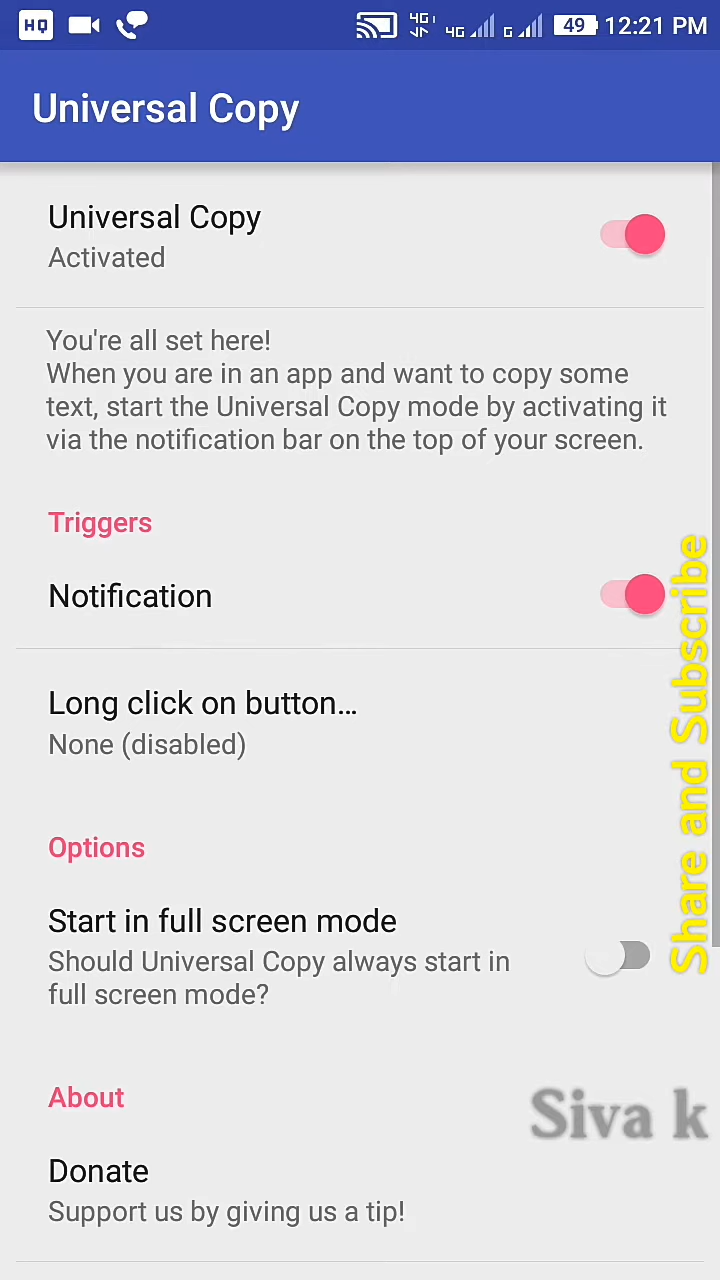 HQ 4G 4G G 49 12:21 PM
Universal Copy
Universal Copy
Activated
You're all set here!
When you are in an app and want to copy some
text, start the Universal Copy mode by activating it
via the notification bar on the top of your screen.
Triggers
Notification
Long click on button...
None (disabled)
Options
Start in full screen mode
Should Universal Copy always start in
full screen mode?
Share and Subscribe
About
Siva k
Donate
Support us by giving us a tip!